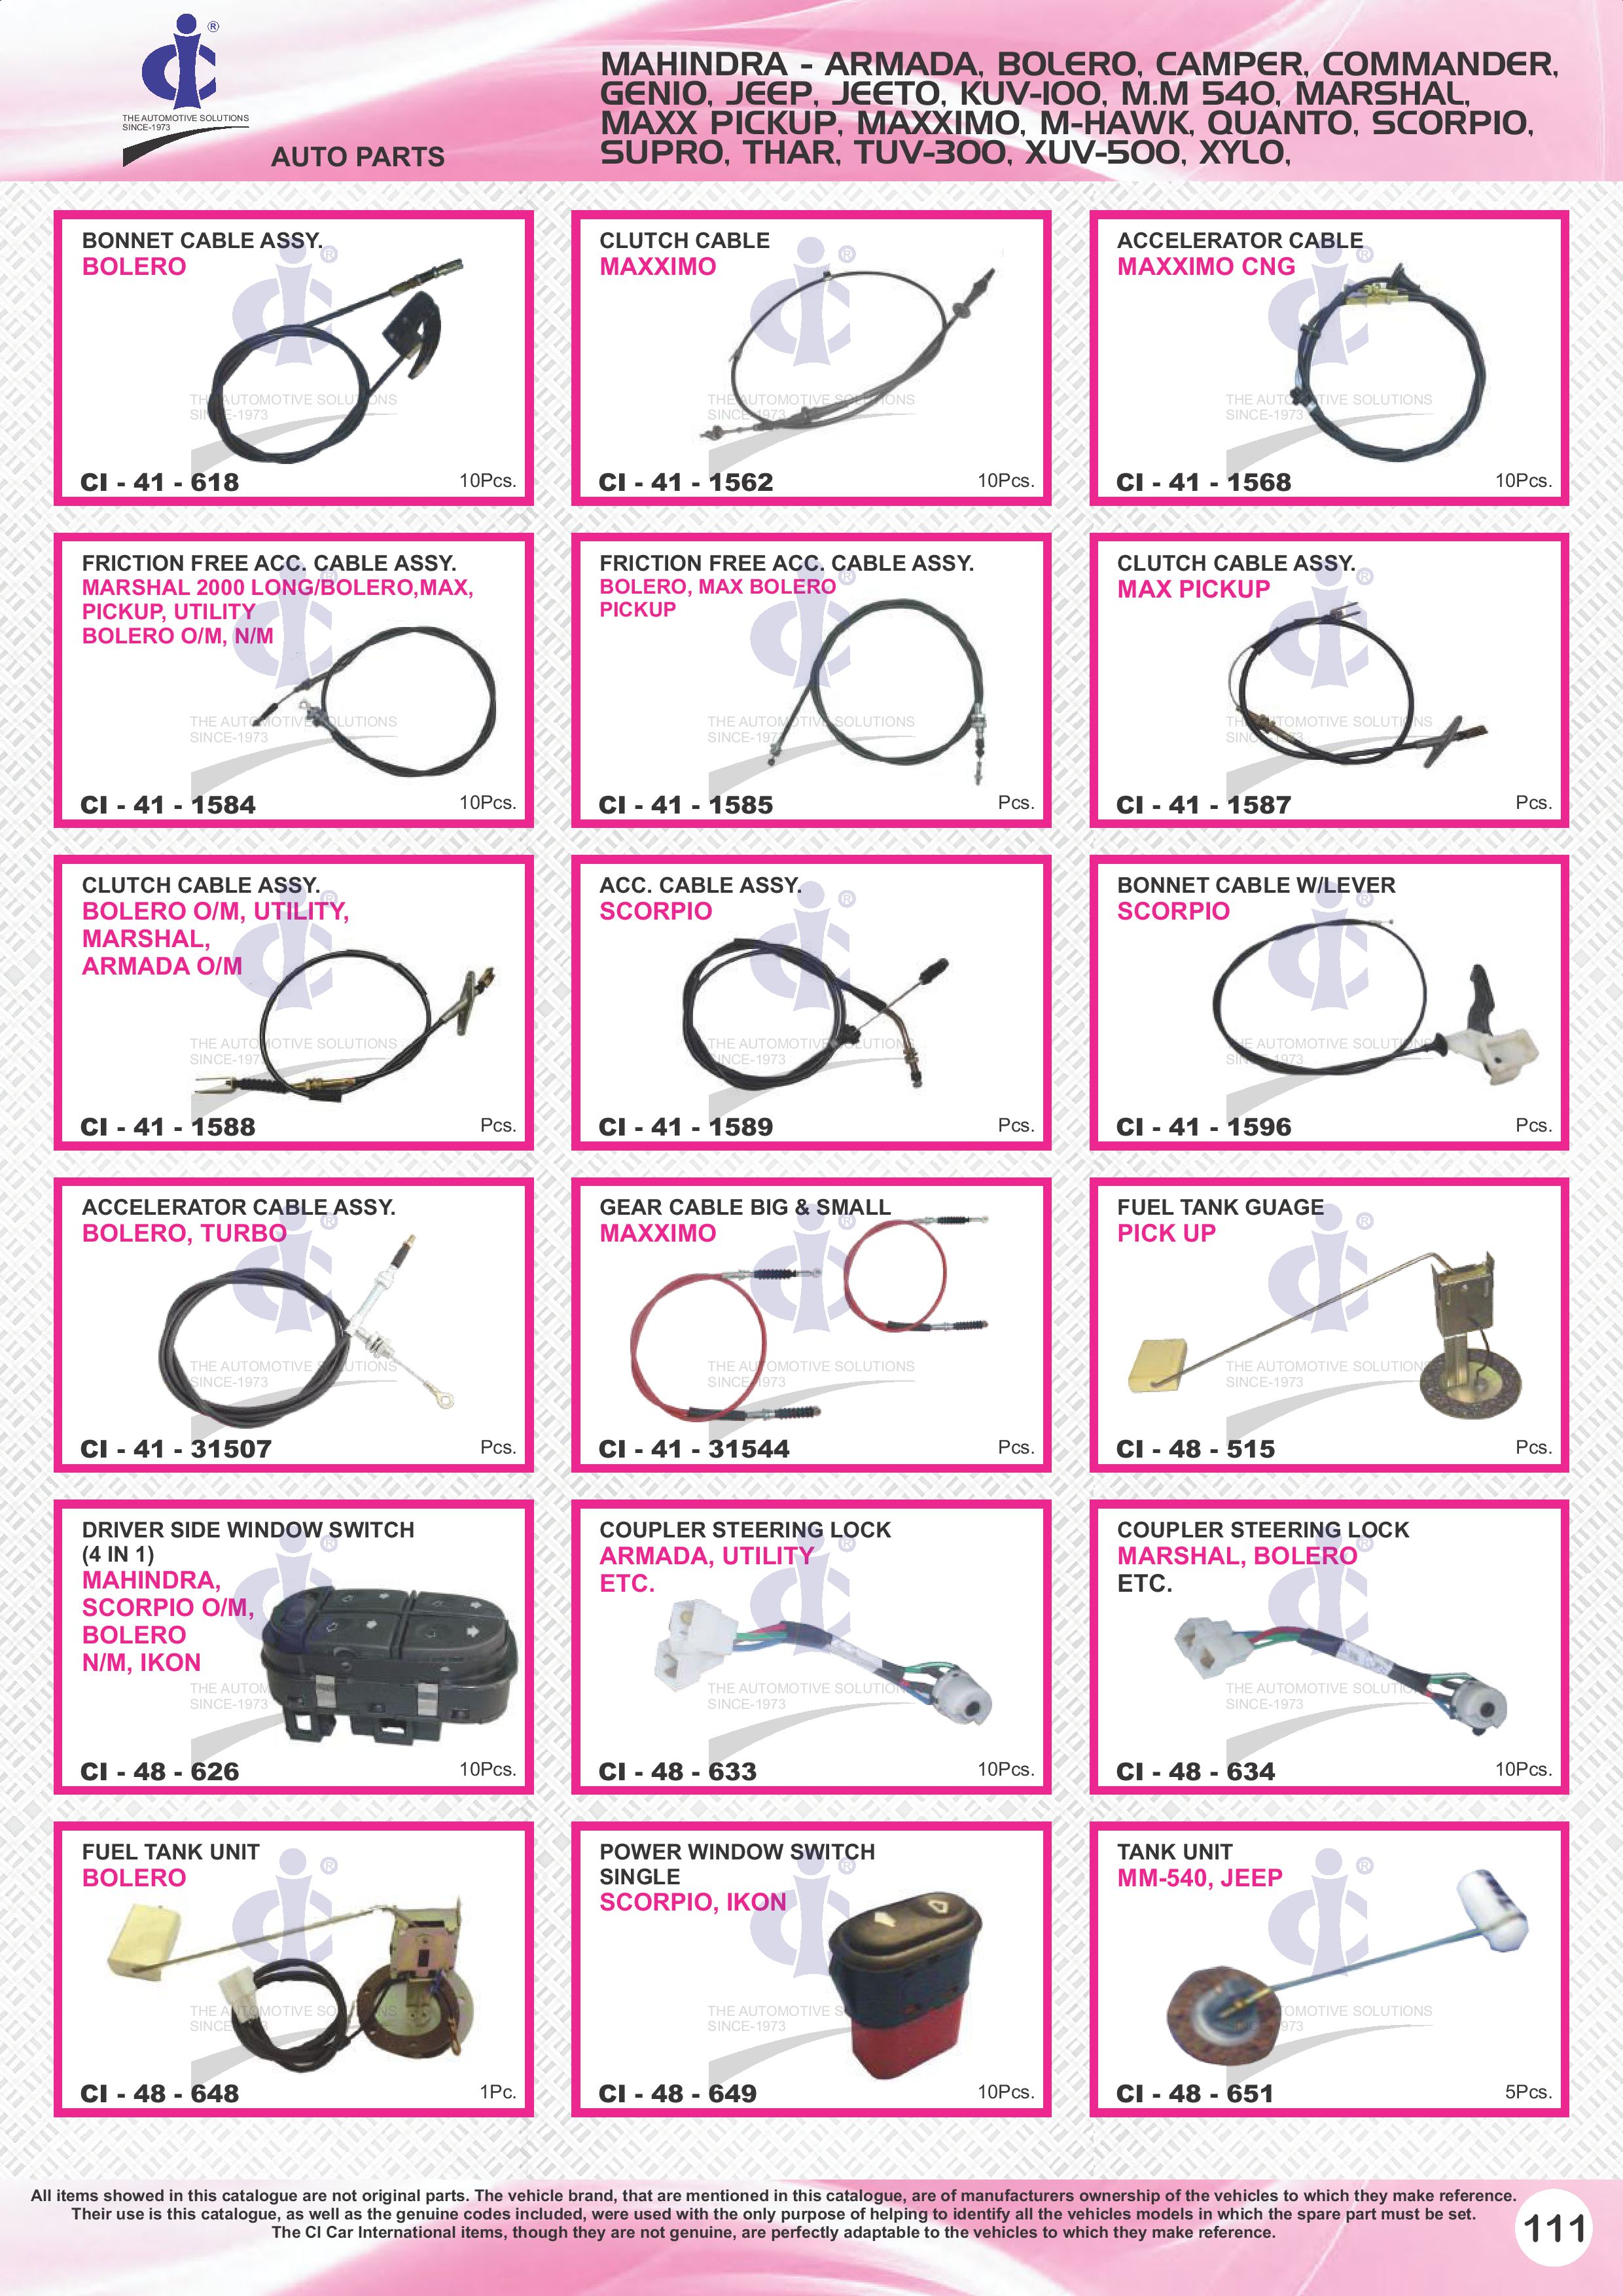 ®
THE AUTOMOTIVE SOLUTIONS
SINCE-1973
AUTO PARTS
MAHINDRA - ARMADA, BOLERO, CAMPER, COMMANDER,
GENIO, JEEP, JEETO, KUV-100, M.M 540, MARSHAL,
MAXX PICKUP, MAXXIMO, M-HAWK, QUANTO, SCORPIO,
SUPRO, THAR, TUV-300, XUV-500, XYLO,
BONNET CABLE ASSY.
BOLERO
CI - 41 - 618
10Pcs.
CLUTCH CABLE
MAXXIMO
CI - 41 - 1562
10Pcs.
ACCELERATOR CABLE
MAXXIMO CNG
CI - 41 - 1568
10Pcs.
FRICTION FREE ACC. CABLE ASSY.
MARSHAL 2000 LONG/BOLERO,MAX,
PICKUP, UTILITY
BOLERO O/M, N/M
CI - 41 - 1584
10Pcs.
FRICTION FREE ACC. CABLE ASSY.
BOLERO, MAX BOLERO
PICKUP
CI - 41 - 1585
Pcs.
CLUTCH CABLE ASSY.
MAX PICKUP
CI - 41 - 1587
Pcs.
CLUTCH CABLE ASSY.
BOLERO O/M, UTILITY,
MARSHAL,
ARMADA O/M
CI - 41 - 1588
Pcs.
ACC. CABLE ASSY.
SCORPIO
CI - 41 - 1589
Pcs.
BONNET CABLE W/LEVER
SCORPIO
CI - 41 - 1596
Pcs.
ACCELERATOR CABLE ASSY.
BOLERO, TURBO
CI - 41 - 31507
Pcs.
GEAR CABLE BIG & SMALL
MAXXIMO
CI - 41 - 31544
Pcs.
FUEL TANK GUAGE
PICK UP
CI - 48 - 515
Pcs.
DRIVER SIDE WINDOW SWITCH
(4 IN 1)
MAHINDRA,
SCORPIO O/M,
BOLERO
N/M, IKON
CI - 48 - 626
10Pcs.
COUPLER STEERING LOCK
ARMADA, UTILITY
ETC.
CI - 48 - 633
10Pcs.
COUPLER STEERING LOCK
MARSHAL, BOLERO
ETC.
CI - 48 - 634
10Pcs.
FUEL TANK UNIT
BOLERO
CI - 48 - 648
1Pc.
POWER WINDOW SWITCH
SINGLE
SCORPIO, IKON
CI - 48 - 649
10Pcs.
TANK UNIT
MM-540, JEEP
CI - 48 - 651
5Pcs.
All items showed in this catalogue are not original parts. The vehicle brand, that are mentioned in this catalogue, are of manufacturers ownership of the vehicles to which they make reference.
Their use is this catalogue, as well as the genuine codes included, were used with the only purpose of helping to identify all the vehicles models in which the spare part must be set.
The CI Car International items, though they are not genuine, are perfectly adaptable to the vehicles to which they make reference.
111